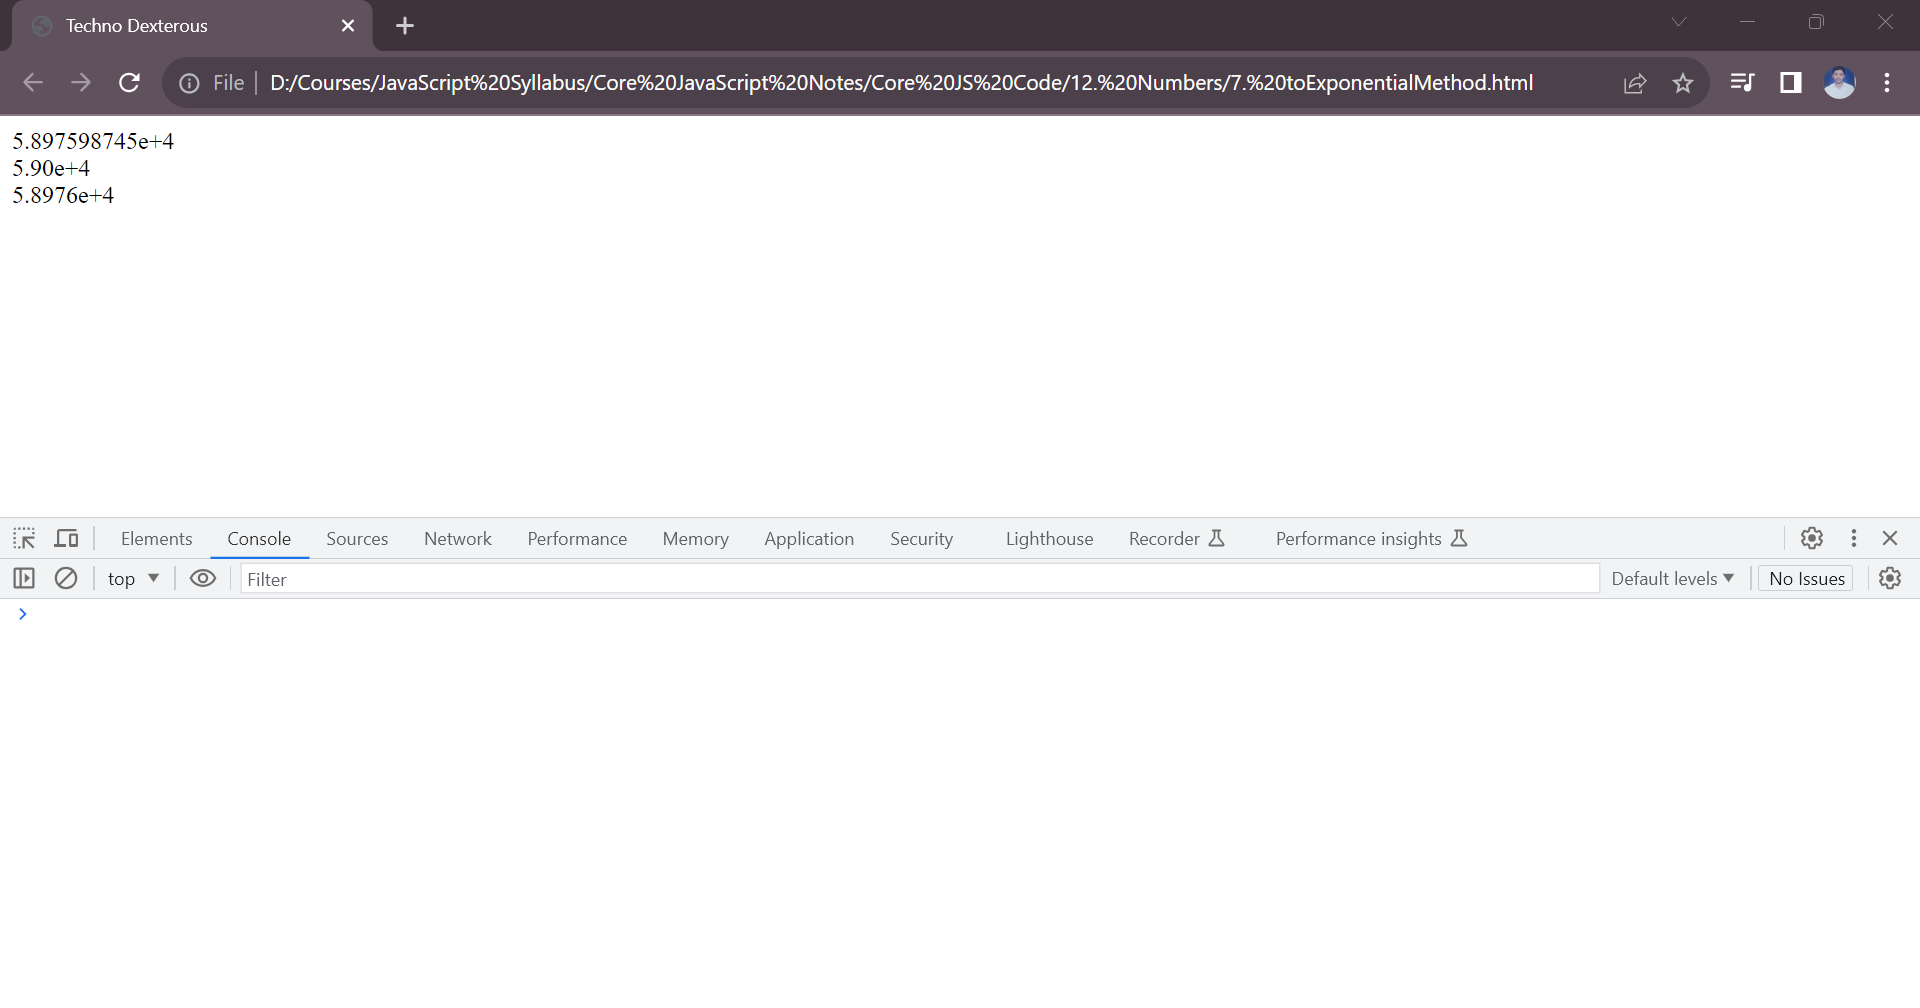 Techno Dexterous
File D:/Courses/JavaScript%20Syllabus/Core%20JavaScript%20Notes/Core%20JS%20Code/12.%20Numbers/7.%20toExponentialMethod.html
5.897598745e+4
5.90e+4
5.8976e+4
Elements Console Sources Network Performance Memory Application Security Lighthouse Recorder Performance insights
top Filter Default levels No Issues